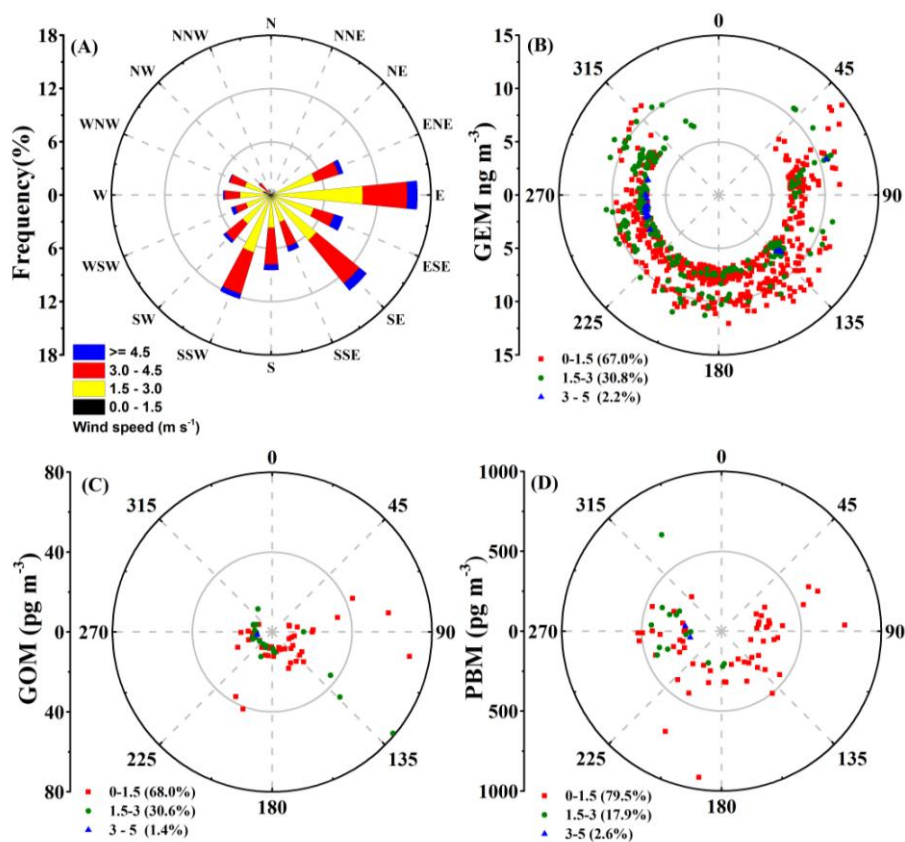 (A)
N
NNE
NE
ENE
E
ESE
SE
SSE
S
SSW
SW
WSW
W
WNW
NW
NNW
Frequency(%)
18
12
6
0
6
12
18
>= 4.5
3.0 - 4.5
1.5 - 3.0
0.0 - 1.5
Wind speed (m s⁻¹)
(B)
0
45
90
135
180
225
270
315
GEM ng m⁻³
15
10
5
0
5
10
15
0-1.5 (67.0%)
1.5-3 (30.8%)
3 - 5 (2.2%)
(C)
0
45
90
135
180
225
270
315
GOM (pg m⁻³)
80
40
0
40
80
0-1.5 (68.0%)
1.5-3 (30.6%)
3 - 5 (1.4%)
(D)
0
45
90
135
180
225
270
315
PBM (pg m⁻³)
1000
500
0
500
1000
0-1.5 (79.5%)
1.5-3 (17.9%)
3-5 (2.6%)